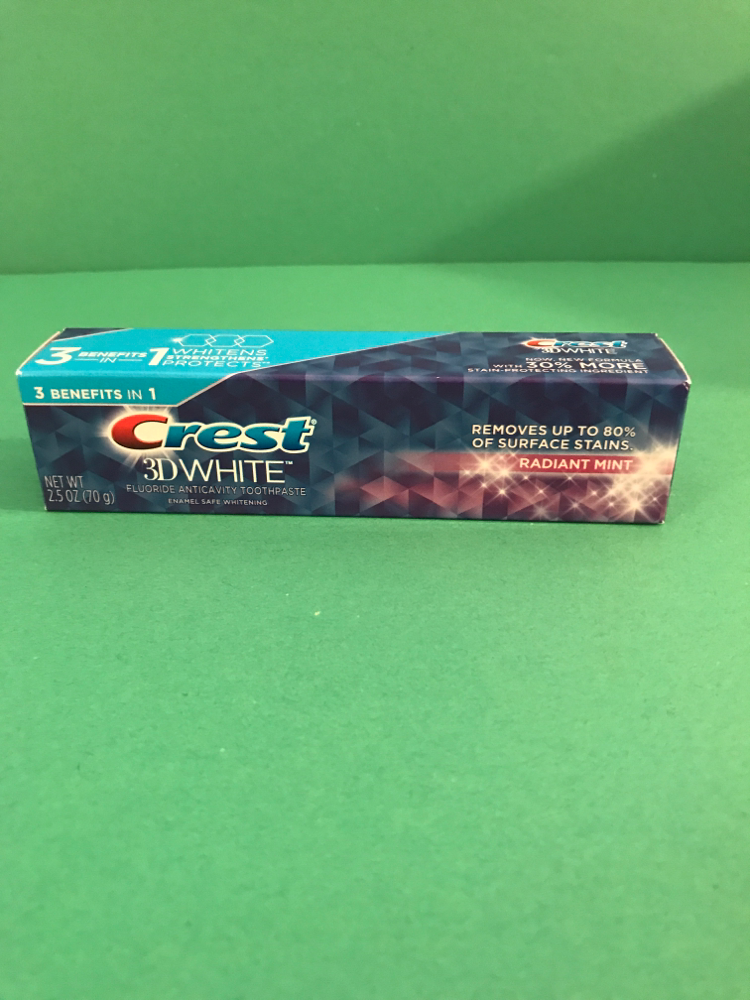 3 BENEFITS IN 1
WHITENS
STRENGTHENS*
PROTECTS**
Crest
3D WHITE
NOW, NEW FORMULA
WITH 30% MORE
STAIN-PROTECTING INGREDIENT
3 BENEFITS IN 1
Crest®
3D WHITE™
FLUORIDE ANTICAVITY TOOTHPASTE
ENAMEL SAFE WHITENING
NET WT
2.5 OZ (70 g)
REMOVES UP TO 80%
OF SURFACE STAINS.
RADIANT MINT